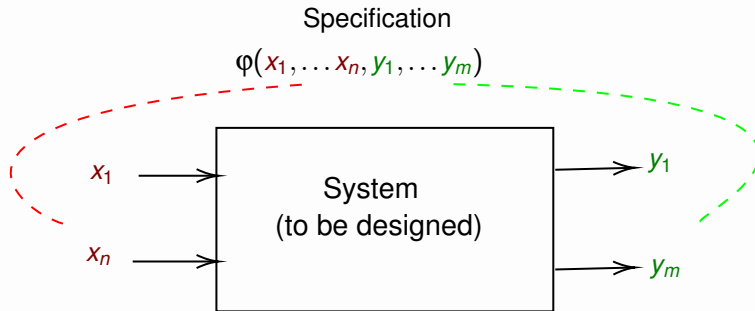 Specification
φ(x₁,…xₙ,y₁,…yₘ)
x₁
y₁
System
(to be designed)
xₙ
yₘ